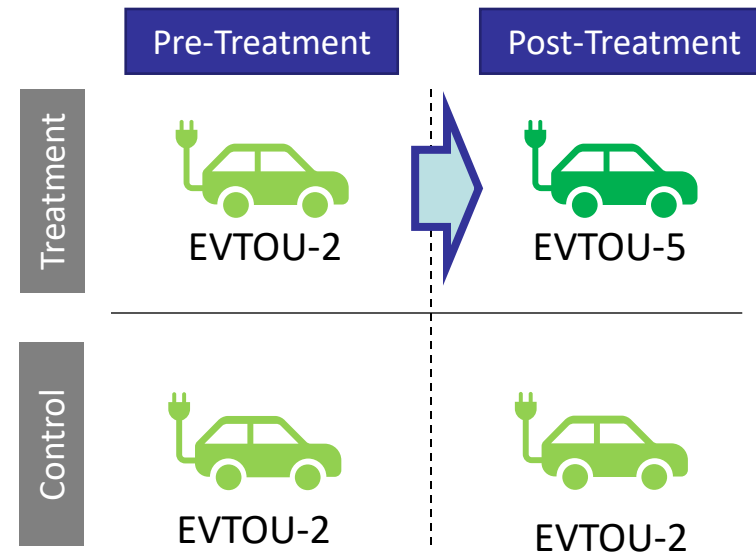 Pre-Treatment
Post-Treatment
Treatment
EVTOU-2
EVTOU-5
Control
EVTOU-2
EVTOU-2